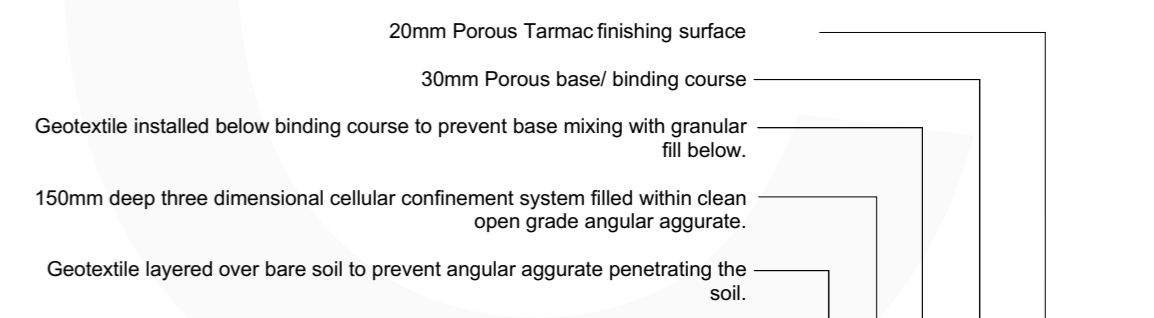 20mm Porous Tarmac finishing surface
30mm Porous base/ binding course
Geotextile installed below binding course to prevent base mixing with granular
fill below.
150mm deep three dimensional cellular confinement system filled within clean
open grade angular aggurate.
Geotextile layered over bare soil to prevent angular aggurate penetrating the
soil.